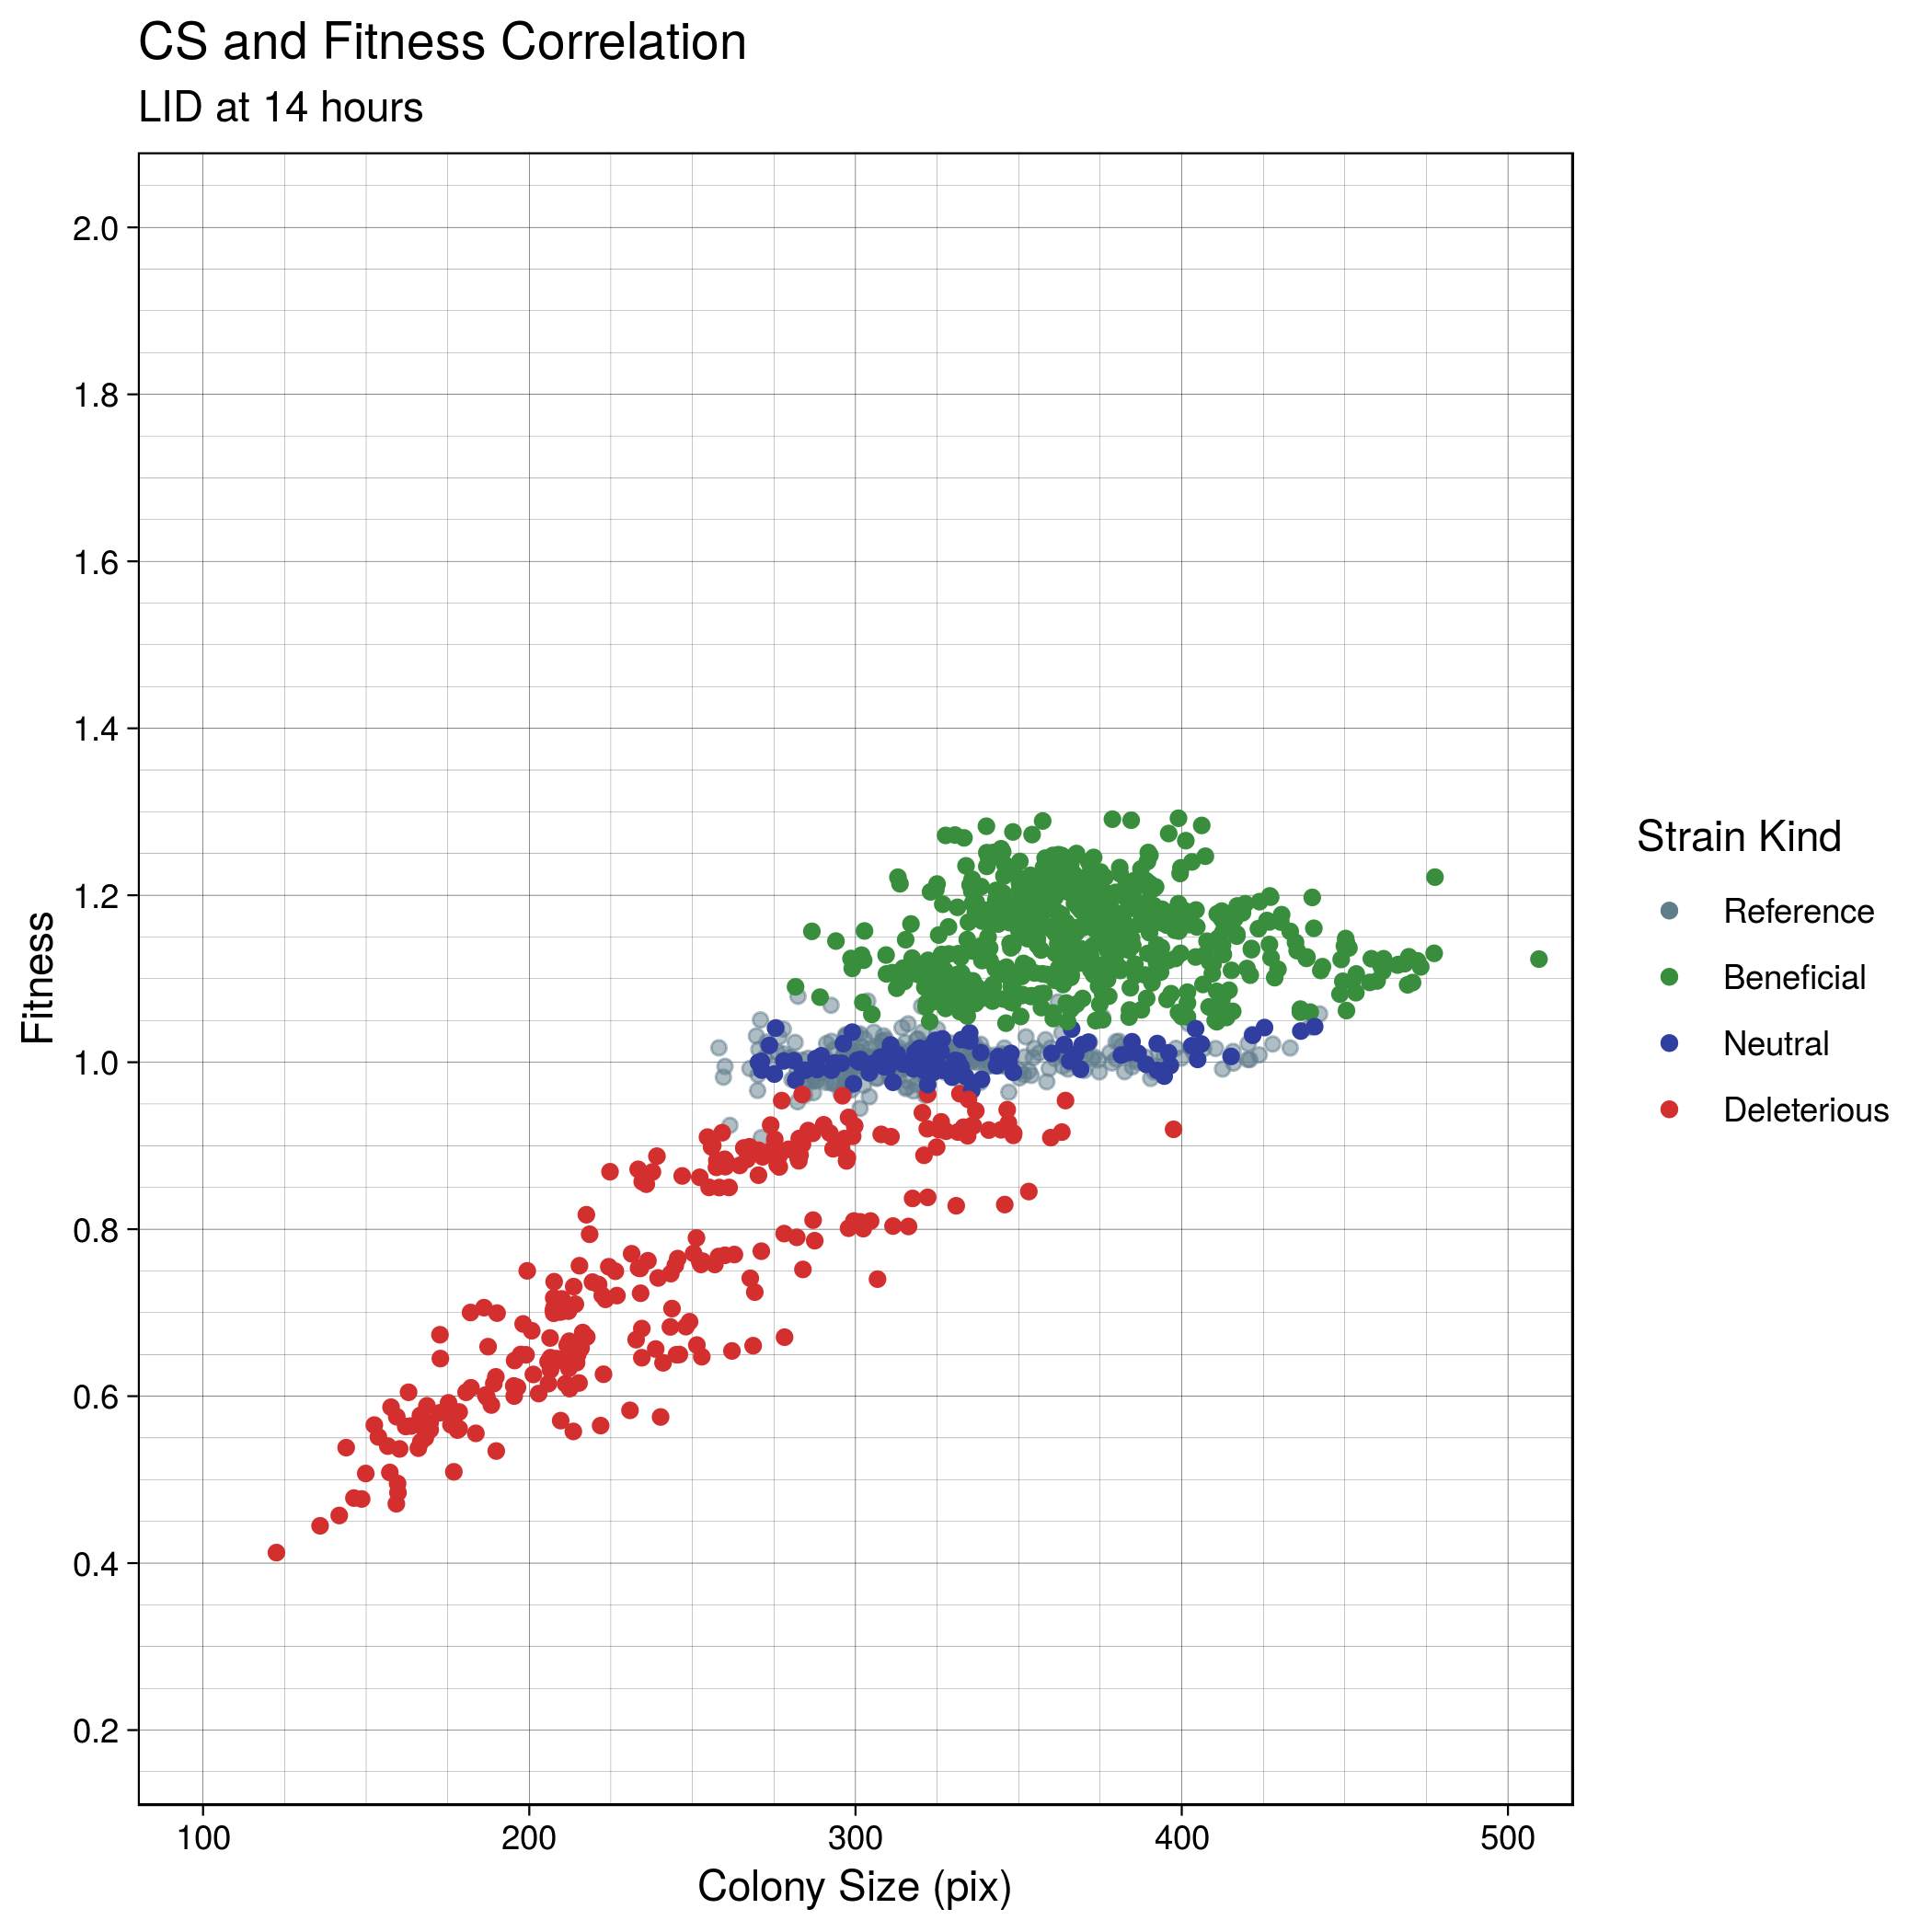 CS and Fitness Correlation
LID at 14 hours
2.0
1.8
1.6
1.4
1.2
1.0
0.8
0.6
0.4
0.2
Fitness
100 200 300 400 500
Colony Size (pix)
Strain Kind
Reference
Beneficial
Neutral
Deleterious